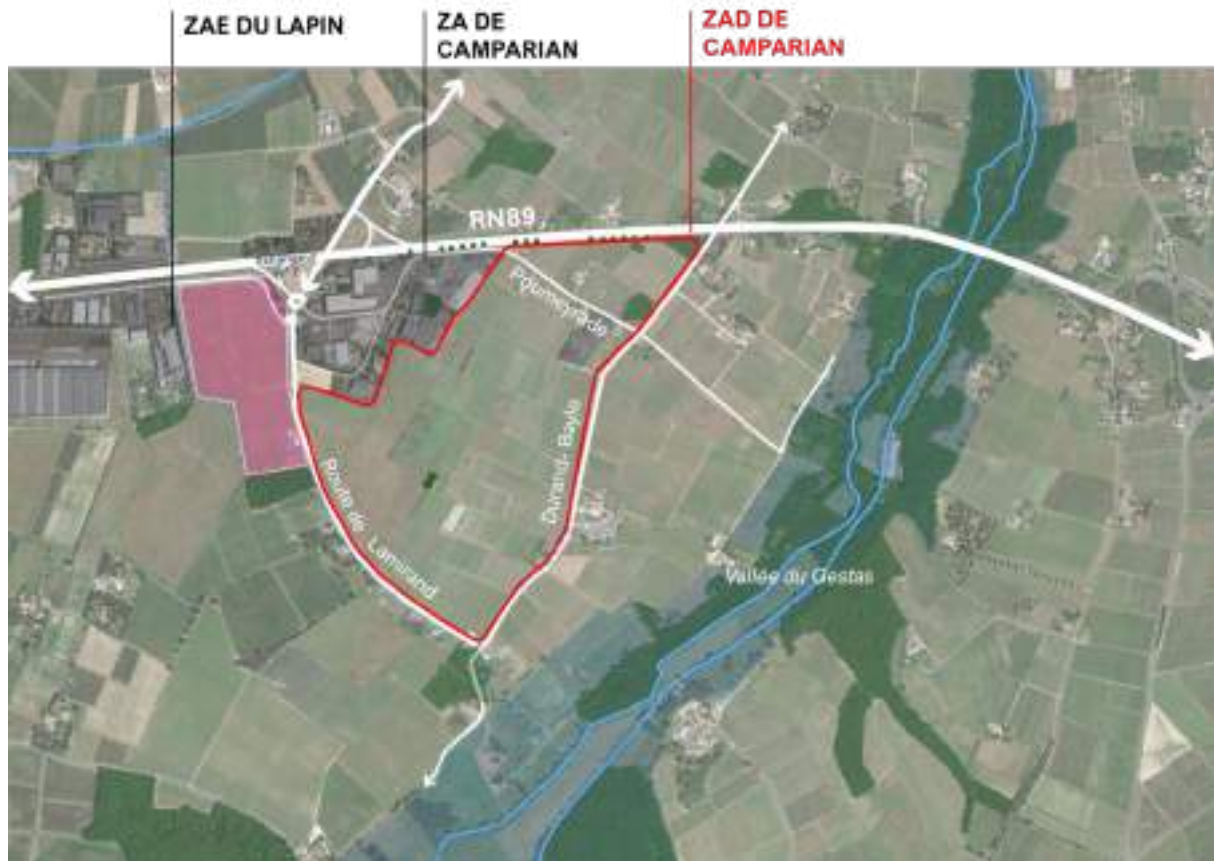 ZAE DU LAPIN
ZA DE
CAMPARIAN
ZAD DE
CAMPARIAN
RN89
Poumeyrade
Durand-Bayle
Route de Lamirand
Vallée du Gestas